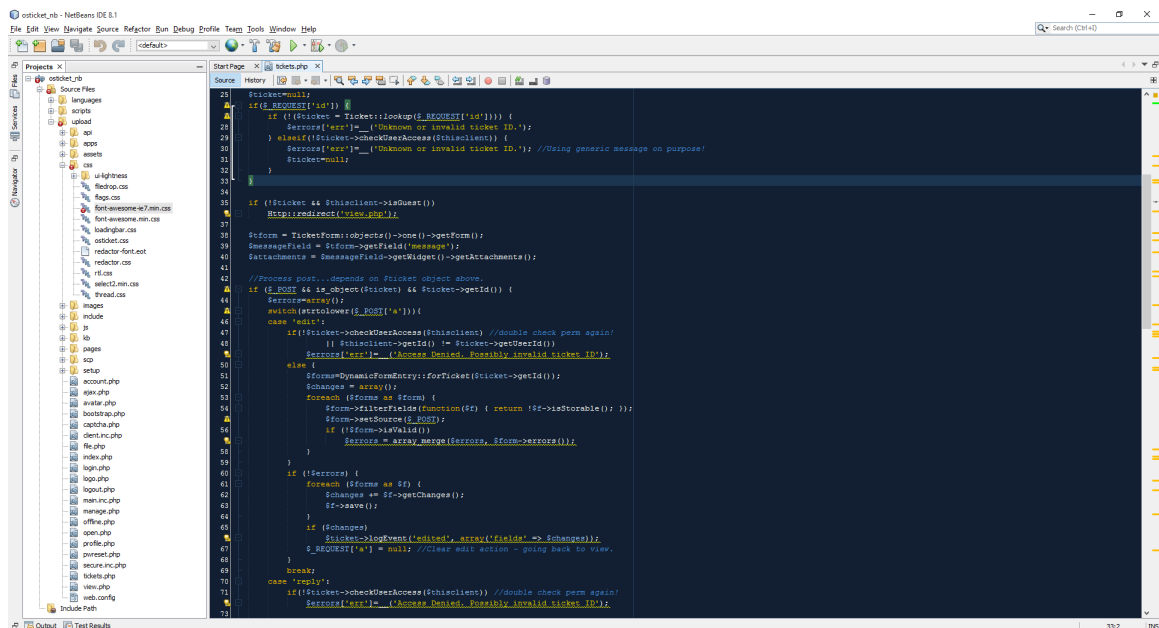 osticket_nb - NetBeans IDE 8.1
File Edit View Navigate Source Refactor Run Debug Profile Team Tools Window Help
Search (Ctrl+I)
<default>
Projects
Start Page
tickets.php
Source History
Files
Services
Navigator
osticket_nb
Source Files
languages
scripts
upload
api
apps
assets
css
ui-lightness
filedrop.css
flags.css
font-awesome-ie7.min.css
font-awesome.min.css
loadingbar.css
osticket.css
redactor-font.eot
redactor.css
rtl.css
select2.min.css
thread.css
images
include
js
kb
pages
scp
setup
account.php
ajax.php
avatar.php
bootstrap.php
captcha.php
client.inc.php
file.php
index.php
login.php
logo.php
logout.php
main.inc.php
manage.php
offline.php
open.php
profile.php
pwreset.php
secure.inc.php
tickets.php
view.php
web.config
Include Path
25 $ticket=null;
if($_REQUEST['id']) {
if (!($ticket = Ticket::lookup($_REQUEST['id']))) {
28 $errors['err']=__('Unknown or invalid ticket ID.');
29 } elseif(!$ticket->checkUserAccess($thisclient)) {
30 $errors['err']=__('Unknown or invalid ticket ID.'); //Using generic message on purpose!
31 $ticket=null;
32 }
33 }
34
35 if (!$ticket && $thisclient->isGuest())
Http::redirect('view.php');
37
38 $tform = TicketForm::objects()->one()->getForm();
39 $messageField = $tform->getField('message');
40 $attachments = $messageField->getWidget()->getAttachments();
41
42 //Process post...depends on $ticket object above.
if ($_POST && is_object($ticket) && $ticket->getId()) {
44 $errors=array();
switch(strtolower($_POST['a'])){
46 case 'edit':
47 if(!$ticket->checkUserAccess($thisclient) //double check perm again!
48 || $thisclient->getId() != $ticket->getUserId())
$errors['err']=__('Access Denied. Possibly invalid ticket ID');
50 else {
51 $forms=DynamicFormEntry::forTicket($ticket->getId());
52 $changes = array();
53 foreach ($forms as $form) {
54 $form->filterFields(function($f) { return !$f->isStorable(); });
$form->setSource($_POST);
56 if (!$form->isValid())
$errors = array_merge($errors, $form->errors());
58 }
59 }
60 if (!$errors) {
61 foreach ($forms as $f) {
62 $changes += $f->getChanges();
63 $f->save();
64 }
65 if ($changes)
$ticket->logEvent('edited', array('fields' => $changes));
67 $_REQUEST['a'] = null; //Clear edit action - going back to view.
68 }
69 break;
70 case 'reply':
71 if(!$ticket->checkUserAccess($thisclient)) //double check perm again!
$errors['err']=__('Access Denied. Possibly invalid ticket ID');
73
Output
Test Results
33:2
INS